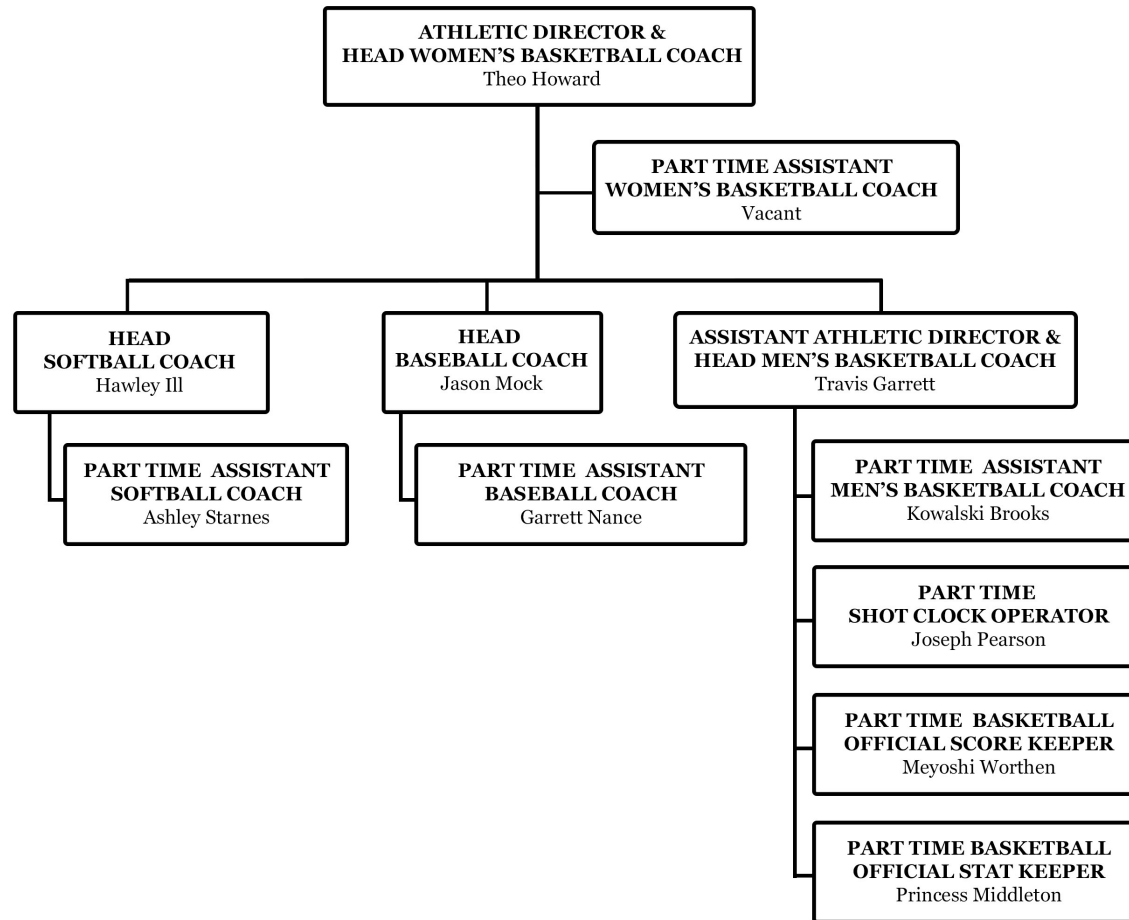 ATHLETIC DIRECTOR &
HEAD WOMEN’S BASKETBALL COACH
Theo Howard
PART TIME ASSISTANT
WOMEN’S BASKETBALL COACH
Vacant
HEAD
SOFTBALL COACH
Hawley Ill
HEAD
BASEBALL COACH
Jason Mock
ASSISTANT ATHLETIC DIRECTOR &
HEAD MEN’S BASKETBALL COACH
Travis Garrett
PART TIME ASSISTANT
SOFTBALL COACH
Ashley Starnes
PART TIME ASSISTANT
BASEBALL COACH
Garrett Nance
PART TIME ASSISTANT
MEN’S BASKETBALL COACH
Kowalski Brooks
PART TIME
SHOT CLOCK OPERATOR
Joseph Pearson
PART TIME BASKETBALL
OFFICIAL SCORE KEEPER
Meyoshi Worthen
PART TIME BASKETBALL
OFFICIAL STAT KEEPER
Princess Middleton